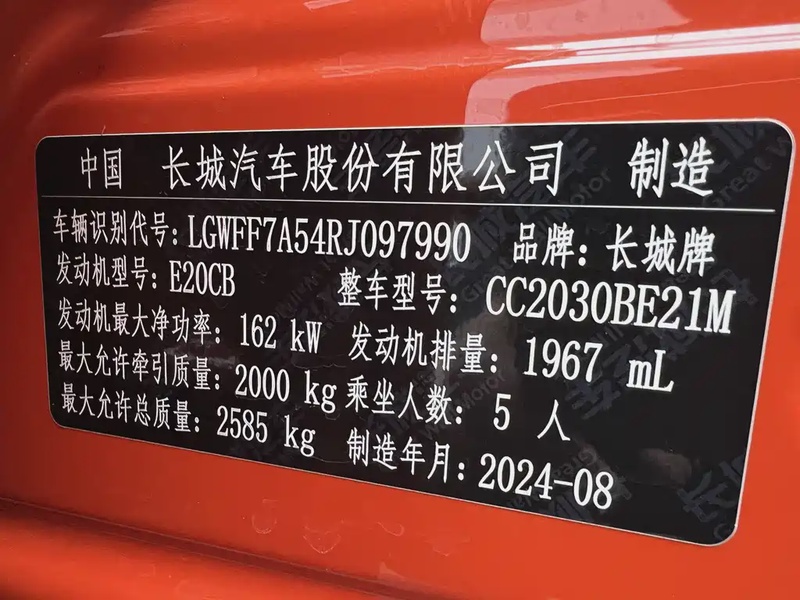 中国 长城汽车股份有限公司 制造
车辆识别代号: LGWFF7A54RJ097990 品牌: 长城牌
发动机型号: E20CB 整车型号: CC2030BE21M
发动机最大净功率: 162 kW 发动机排量: 1967 mL
最大允许牵引质量: 2000 kg 乘坐人数: 5 人
最大允许总质量: 2585 kg 制造年月: 2024-08